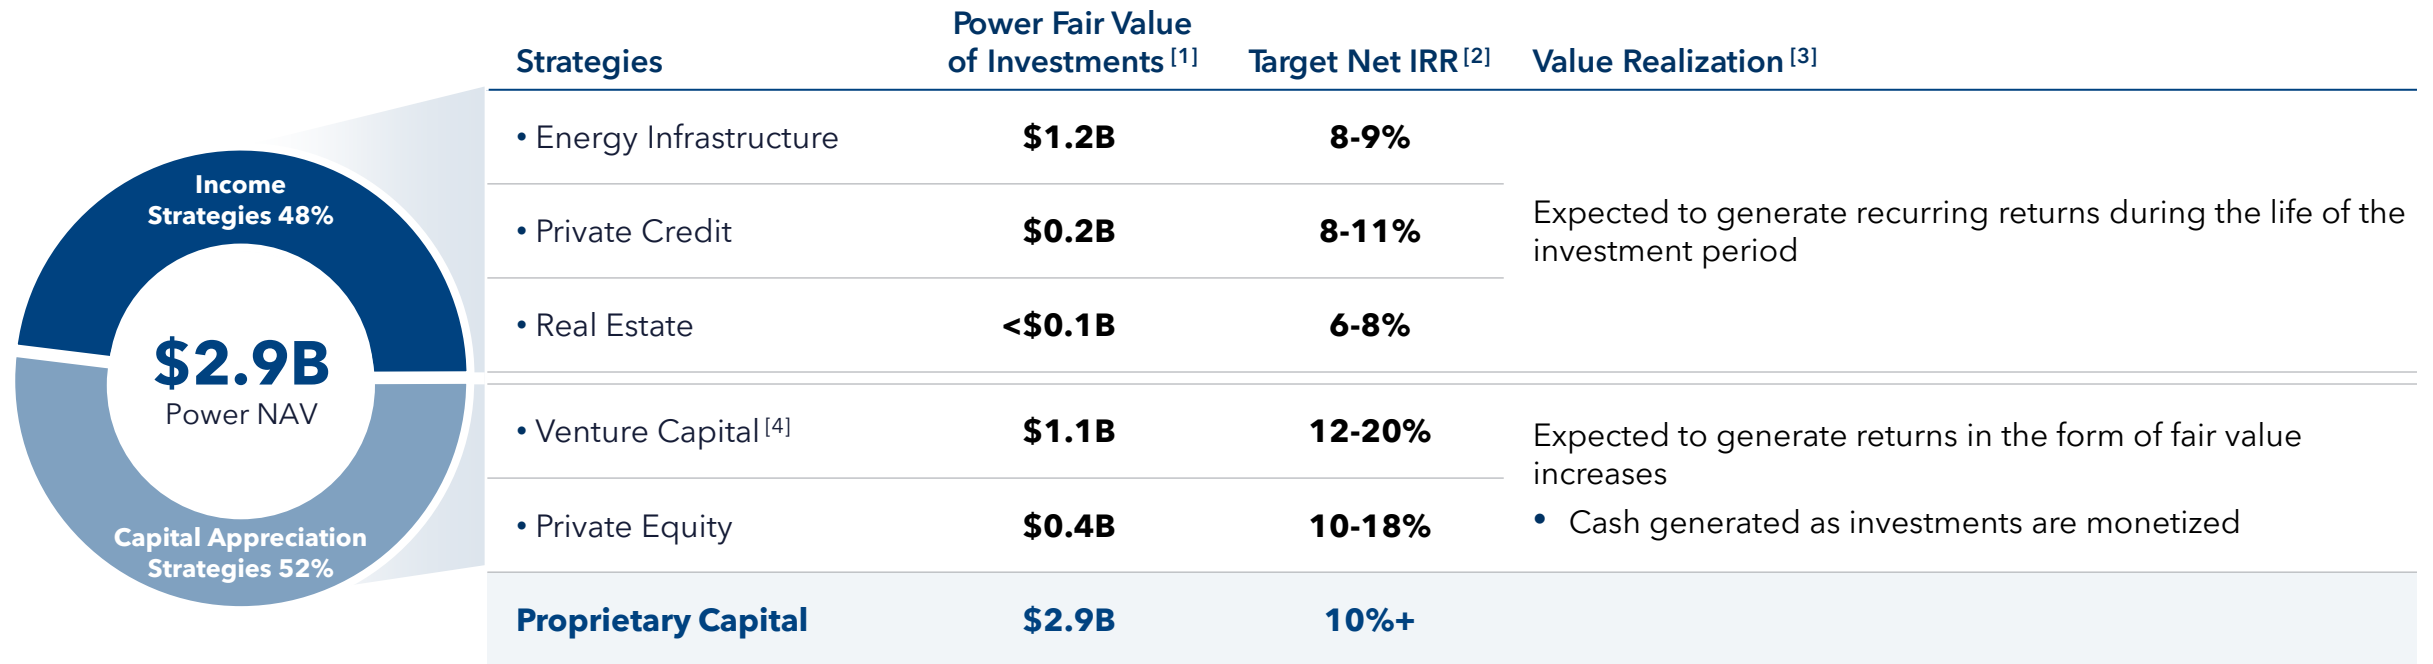 Income
Strategies 48%
$2.9B
Power NAV
Capital Appreciation
Strategies 52%
Strategies
Power Fair Value
of Investments [1]
Target Net IRR [2]
Value Realization [3]
• Energy Infrastructure $1.2B 8-9%
• Private Credit $0.2B 8-11%
• Real Estate <$0.1B 6-8%
Expected to generate recurring returns during the life of the
investment period
• Venture Capital [4] $1.1B 12-20%
• Private Equity $0.4B 10-18%
Expected to generate returns in the form of fair value
increases
• Cash generated as investments are monetized
Proprietary Capital $2.9B 10%+